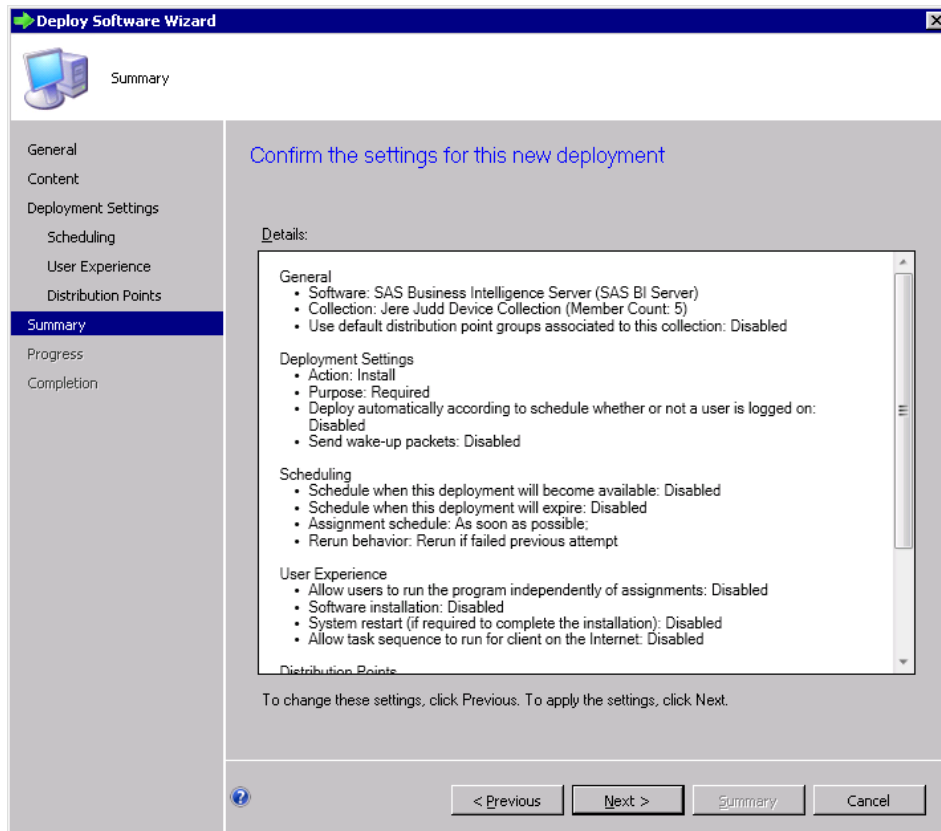 Deploy Software Wizard
Summary
General
Content
Deployment Settings
Scheduling
User Experience
Distribution Points
Summary
Progress
Completion
Confirm the settings for this new deployment
Details:
General
• Software: SAS Business Intelligence Server (SAS BI Server)
• Collection: Jere Judd Device Collection (Member Count: 5)
• Use default distribution point groups associated to this collection: Disabled
Deployment Settings
• Action: Install
• Purpose: Required
• Deploy automatically according to schedule whether or not a user is logged on:
Disabled
• Send wake-up packets: Disabled
Scheduling
• Schedule when this deployment will become available: Disabled
• Schedule when this deployment will expire: Disabled
• Assignment schedule: As soon as possible;
• Rerun behavior: Rerun if failed previous attempt
User Experience
• Allow users to run the program independently of assignments: Disabled
• Software installation: Disabled
• System restart (if required to complete the installation): Disabled
• Allow task sequence to run for client on the Internet: Disabled
Distribution Points
To change these settings, click Previous. To apply the settings, click Next.
< Previous
Next >
Summary
Cancel